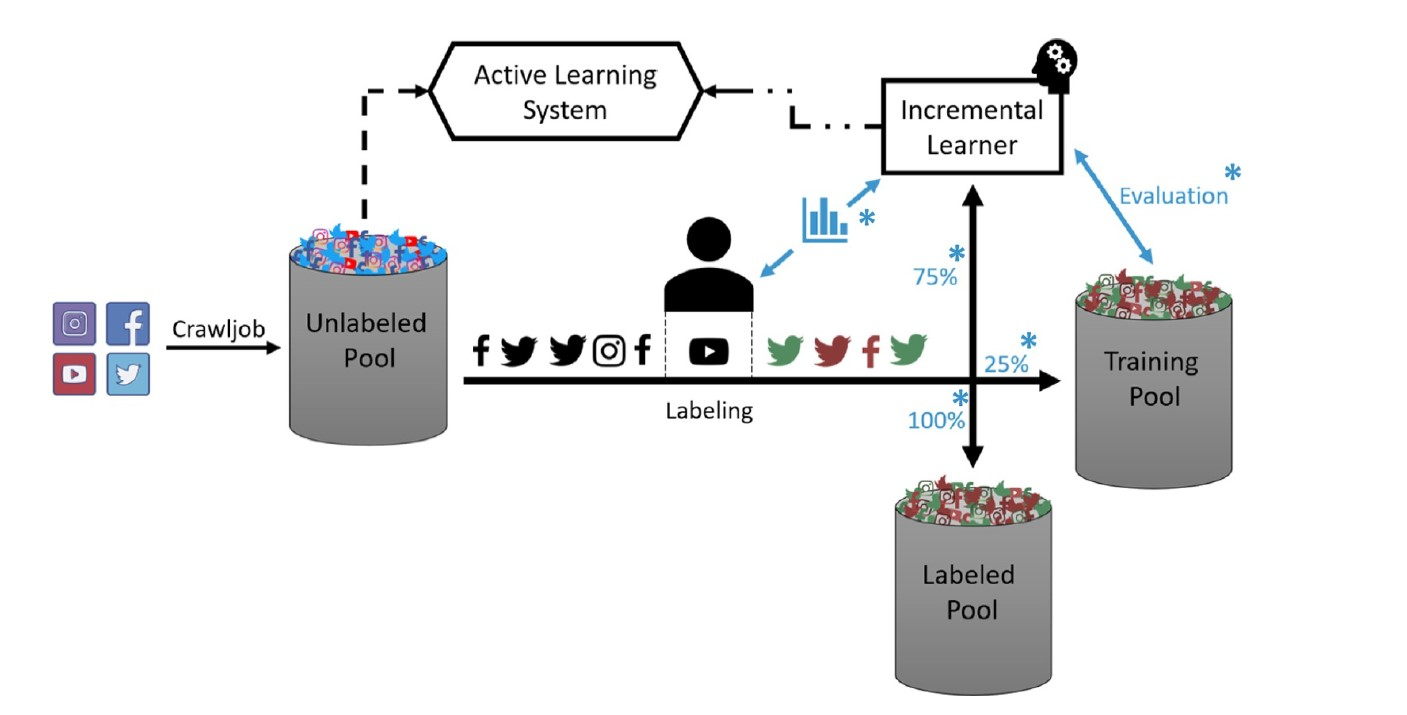 Active Learning
System
Incremental
Learner
Evaluation*
*
Crawljob
Unlabeled
Pool
75%*
25%*
100%*
Labeling
Training
Pool
Labeled
Pool